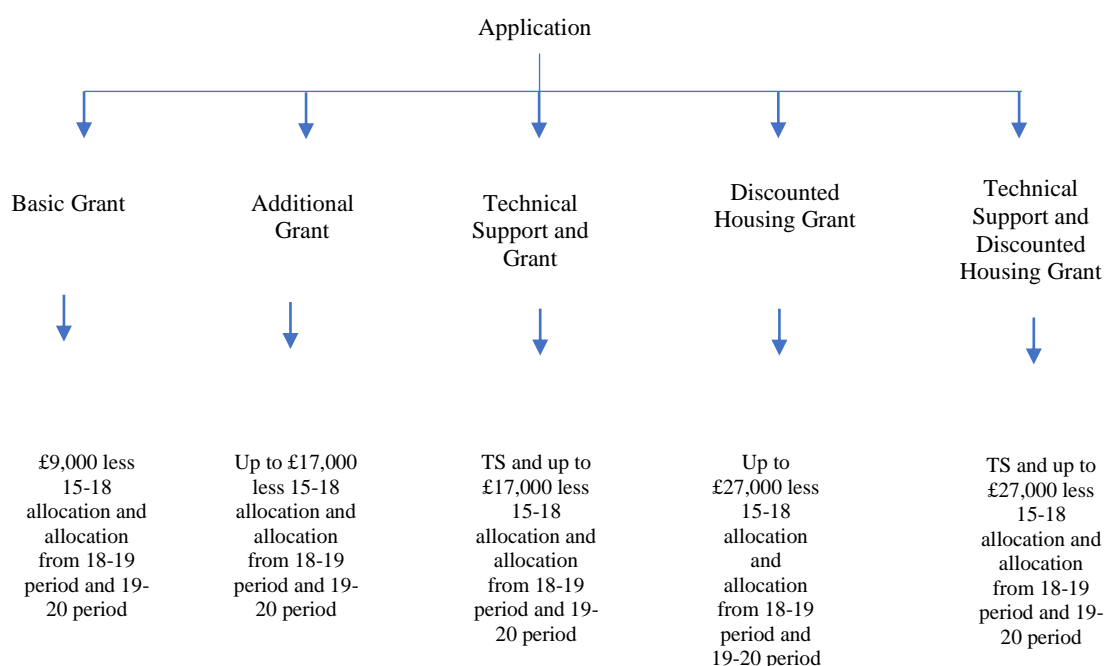 Application
Basic Grant
Additional
Grant
Technical
Support and
Grant
Discounted
Housing Grant
Technical
Support and
Discounted
Housing Grant
£9,000 less
15-18
allocation and
allocation
from 18-19
period and 19-
20 period
Up to £17,000
less 15-18
allocation and
allocation
from 18-19
period and 19-
20 period
TS and up to
£17,000 less
15-18
allocation and
allocation
from 18-19
period and 19-
20 period
Up to
£27,000 less
15-18
allocation
and
allocation
from 18-19
period and
19-20 period
TS and up to
£27,000 less
15-18
allocation and
allocation
from 18-19
period and 19-
20 period